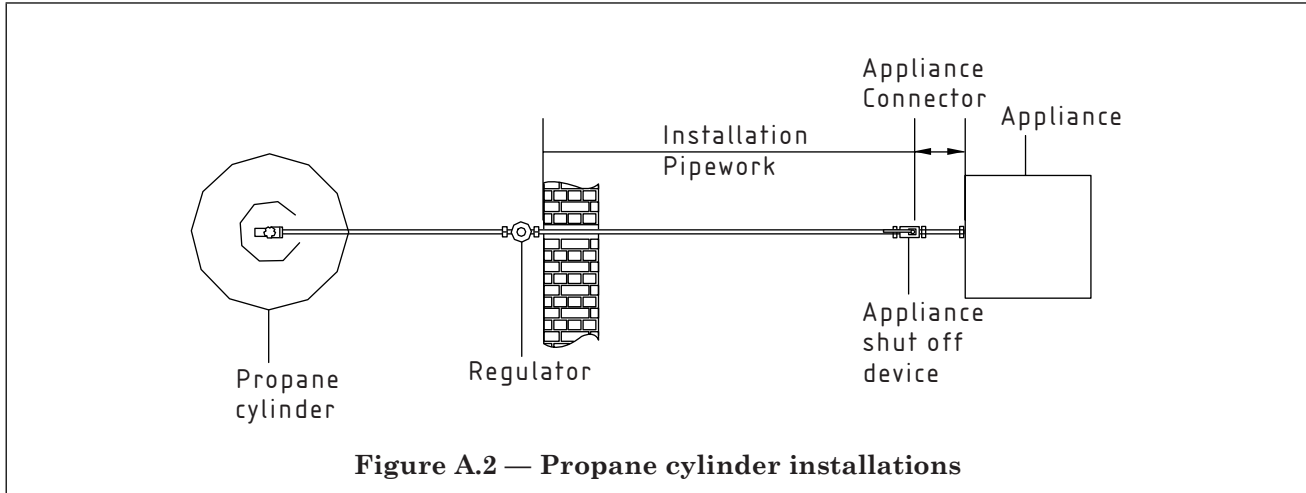 Appliance
Connector
Appliance
Installation
Pipework
Propane
cylinder
Regulator
Appliance
shut off
device
Figure A.2 — Propane cylinder installations